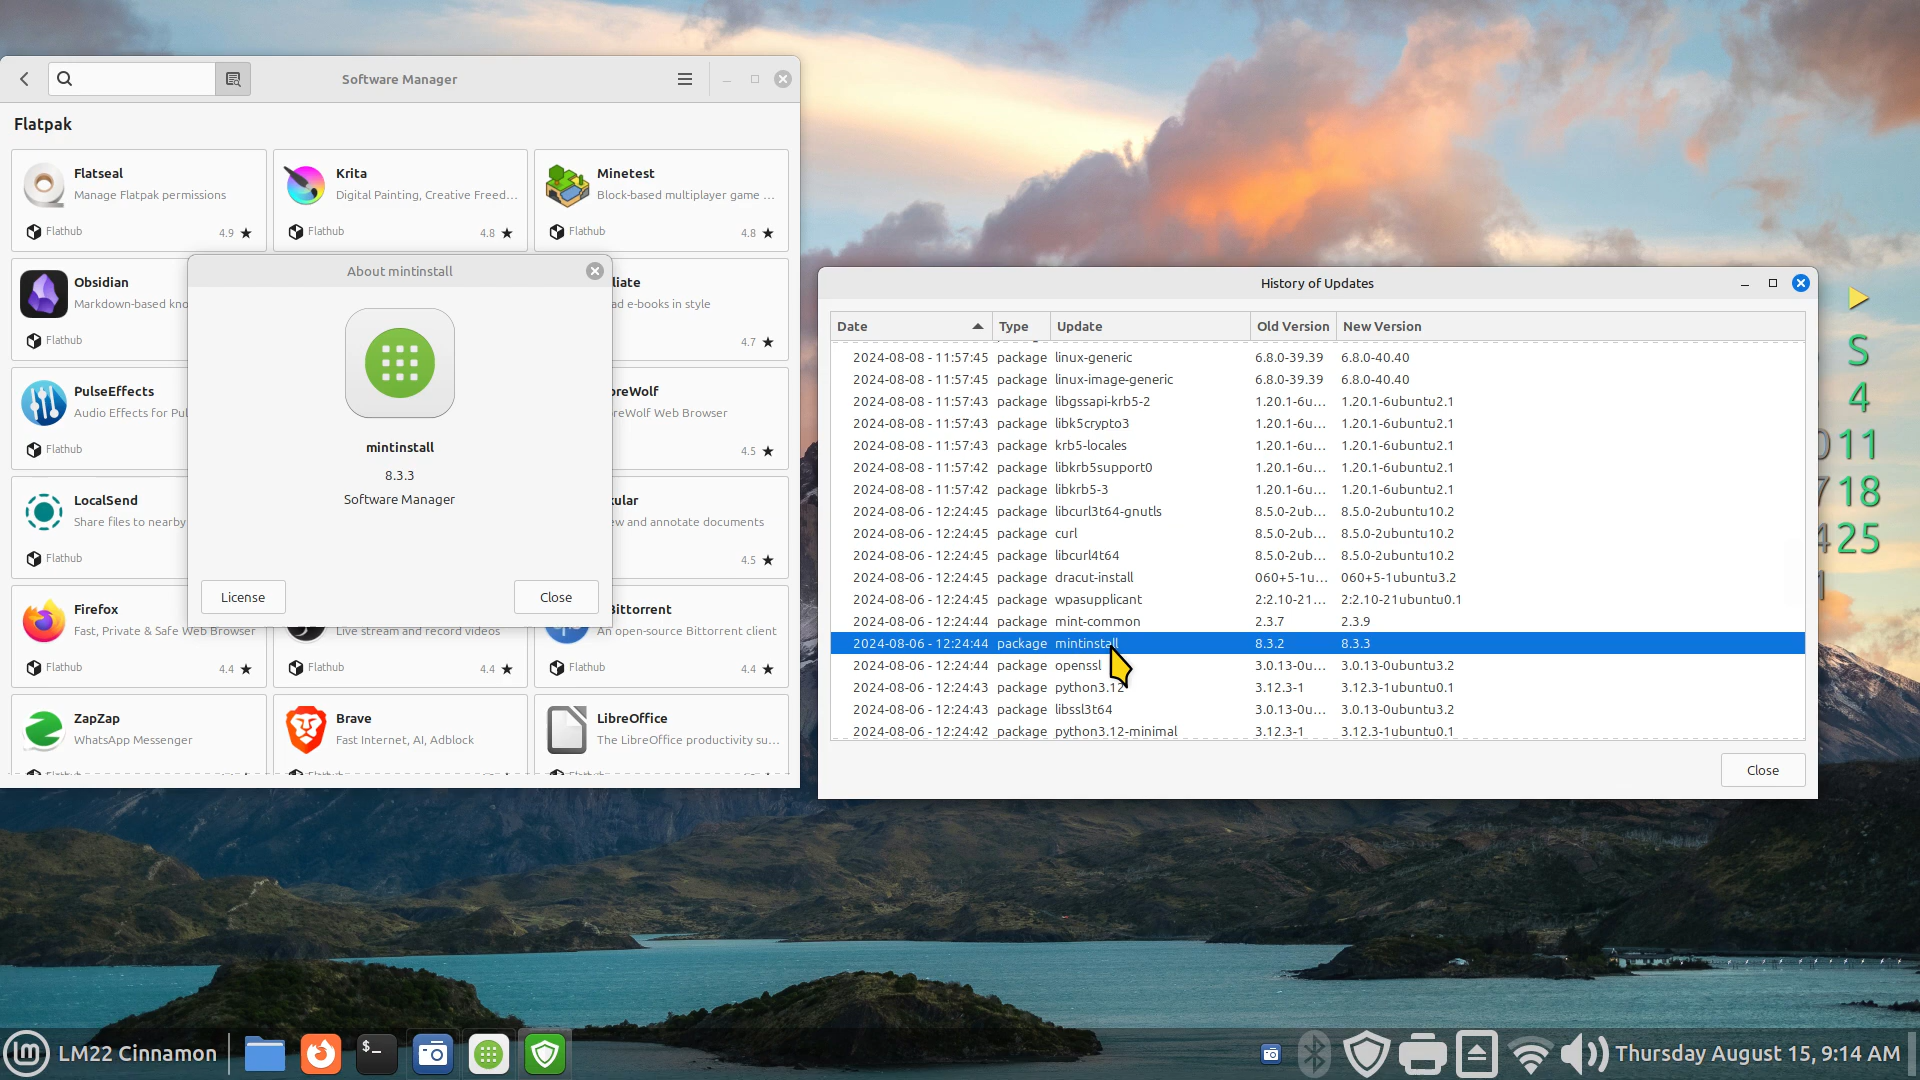 Software Manager
Flatpak
Flatseal
Manage Flatpak permissions
Flathub
4.9 ★
Krita
Digital Painting, Creative Freed...
Flathub
4.8 ★
Minetest
Block-based multiplayer game ...
Flathub
4.8 ★
Obsidian
Markdown-based kno
Flathub
liate
ad e-books in style
4.7 ★
PulseEffects
Audio Effects for Pul
Flathub
oreWolf
reWolf Web Browser
4.5 ★
LocalSend
Share files to nearby
Flathub
ular
ew and annotate documents
4.5 ★
Firefox
Fast, Private & Safe Web Browser
Flathub
4.4 ★
Live stream and record videos
Flathub
4.4 ★
Bittorrent
An open-source Bittorrent client
Flathub
4.4 ★
ZapZap
WhatsApp Messenger
Brave
Fast Internet, AI, Adblock
LibreOffice
The LibreOffice productivity su...
About mintinstall
mintinstall
8.3.3
Software Manager
License
Close
History of Updates
Date Type Update Old Version New Version
2024-08-08 - 11:57:45 package linux-generic 6.8.0-39.39 6.8.0-40.40
2024-08-08 - 11:57:45 package linux-image-generic 6.8.0-39.39 6.8.0-40.40
2024-08-08 - 11:57:43 package libgssapi-krb5-2 1.20.1-6u... 1.20.1-6ubuntu2.1
2024-08-08 - 11:57:43 package libk5crypto3 1.20.1-6u... 1.20.1-6ubuntu2.1
2024-08-08 - 11:57:43 package krb5-locales 1.20.1-6u... 1.20.1-6ubuntu2.1
2024-08-08 - 11:57:42 package libkrb5support0 1.20.1-6u... 1.20.1-6ubuntu2.1
2024-08-08 - 11:57:42 package libkrb5-3 1.20.1-6u... 1.20.1-6ubuntu2.1
2024-08-06 - 12:24:45 package libcurl3t64-gnutls 8.5.0-2ub... 8.5.0-2ubuntu10.2
2024-08-06 - 12:24:45 package curl 8.5.0-2ub... 8.5.0-2ubuntu10.2
2024-08-06 - 12:24:45 package libcurl4t64 8.5.0-2ub... 8.5.0-2ubuntu10.2
2024-08-06 - 12:24:45 package dracut-install 060+5-1u... 060+5-1ubuntu3.2
2024-08-06 - 12:24:45 package wpasupplicant 2:2.10-21... 2:2.10-21ubuntu0.1
2024-08-06 - 12:24:44 package mint-common 2.3.7 2.3.9
2024-08-06 - 12:24:44 package mintinstall 8.3.2 8.3.3
2024-08-06 - 12:24:44 package openssl 3.0.13-0u... 3.0.13-0ubuntu3.2
2024-08-06 - 12:24:43 package python3.12 3.12.3-1 3.12.3-1ubuntu0.1
2024-08-06 - 12:24:43 package libssl3t64 3.0.13-0u... 3.0.13-0ubuntu3.2
2024-08-06 - 12:24:42 package python3.12-minimal 3.12.3-1 3.12.3-1ubuntu0.1
Close
S
4
11
18
25
LM22 Cinnamon
$_
Thursday August 15, 9:14 AM